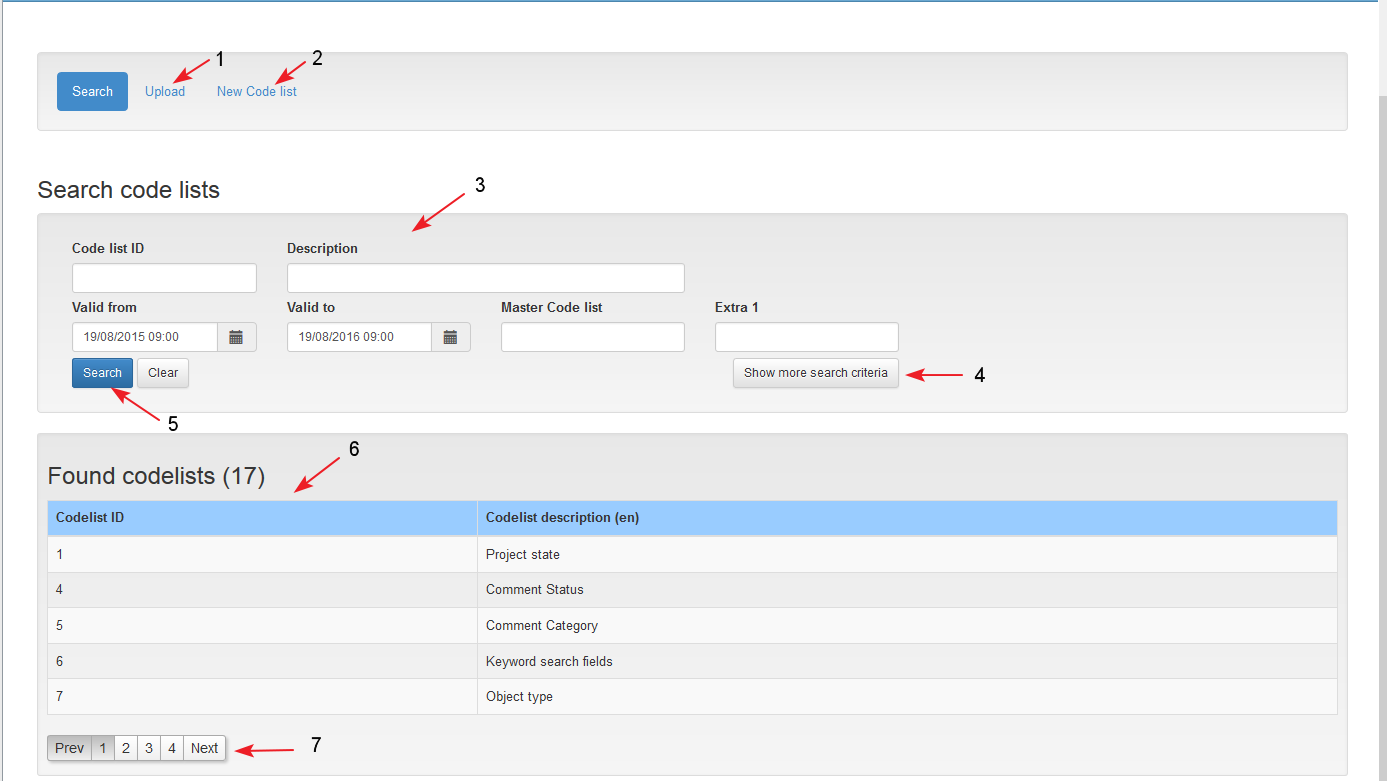 1
2
Search Upload New Code list
Search code lists
3
Code list ID Description
Valid from Valid to Master Code list Extra 1
19/08/2015 09:00 19/08/2016 09:00
Search Clear Show more search criteria
4
5
6
Found codelists (17)
Codelist ID Codelist description (en)
1 Project state
4 Comment Status
5 Comment Category
6 Keyword search fields
7 Object type
Prev 1 2 3 4 Next
7